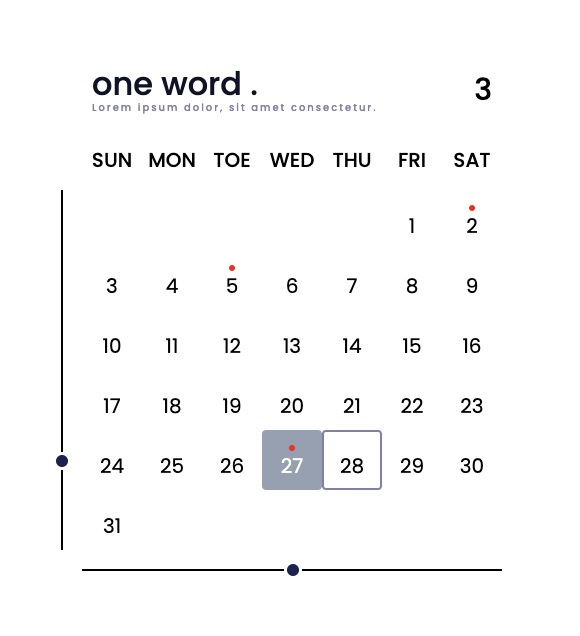 one word .
3
Lorem ipsum dolor, sit amet consectetur.
SUN MON TOE WED THU FRI SAT
1 2
3 4 5 6 7 8 9
10 11 12 13 14 15 16
17 18 19 20 21 22 23
24 25 26 27 28 29 30
31